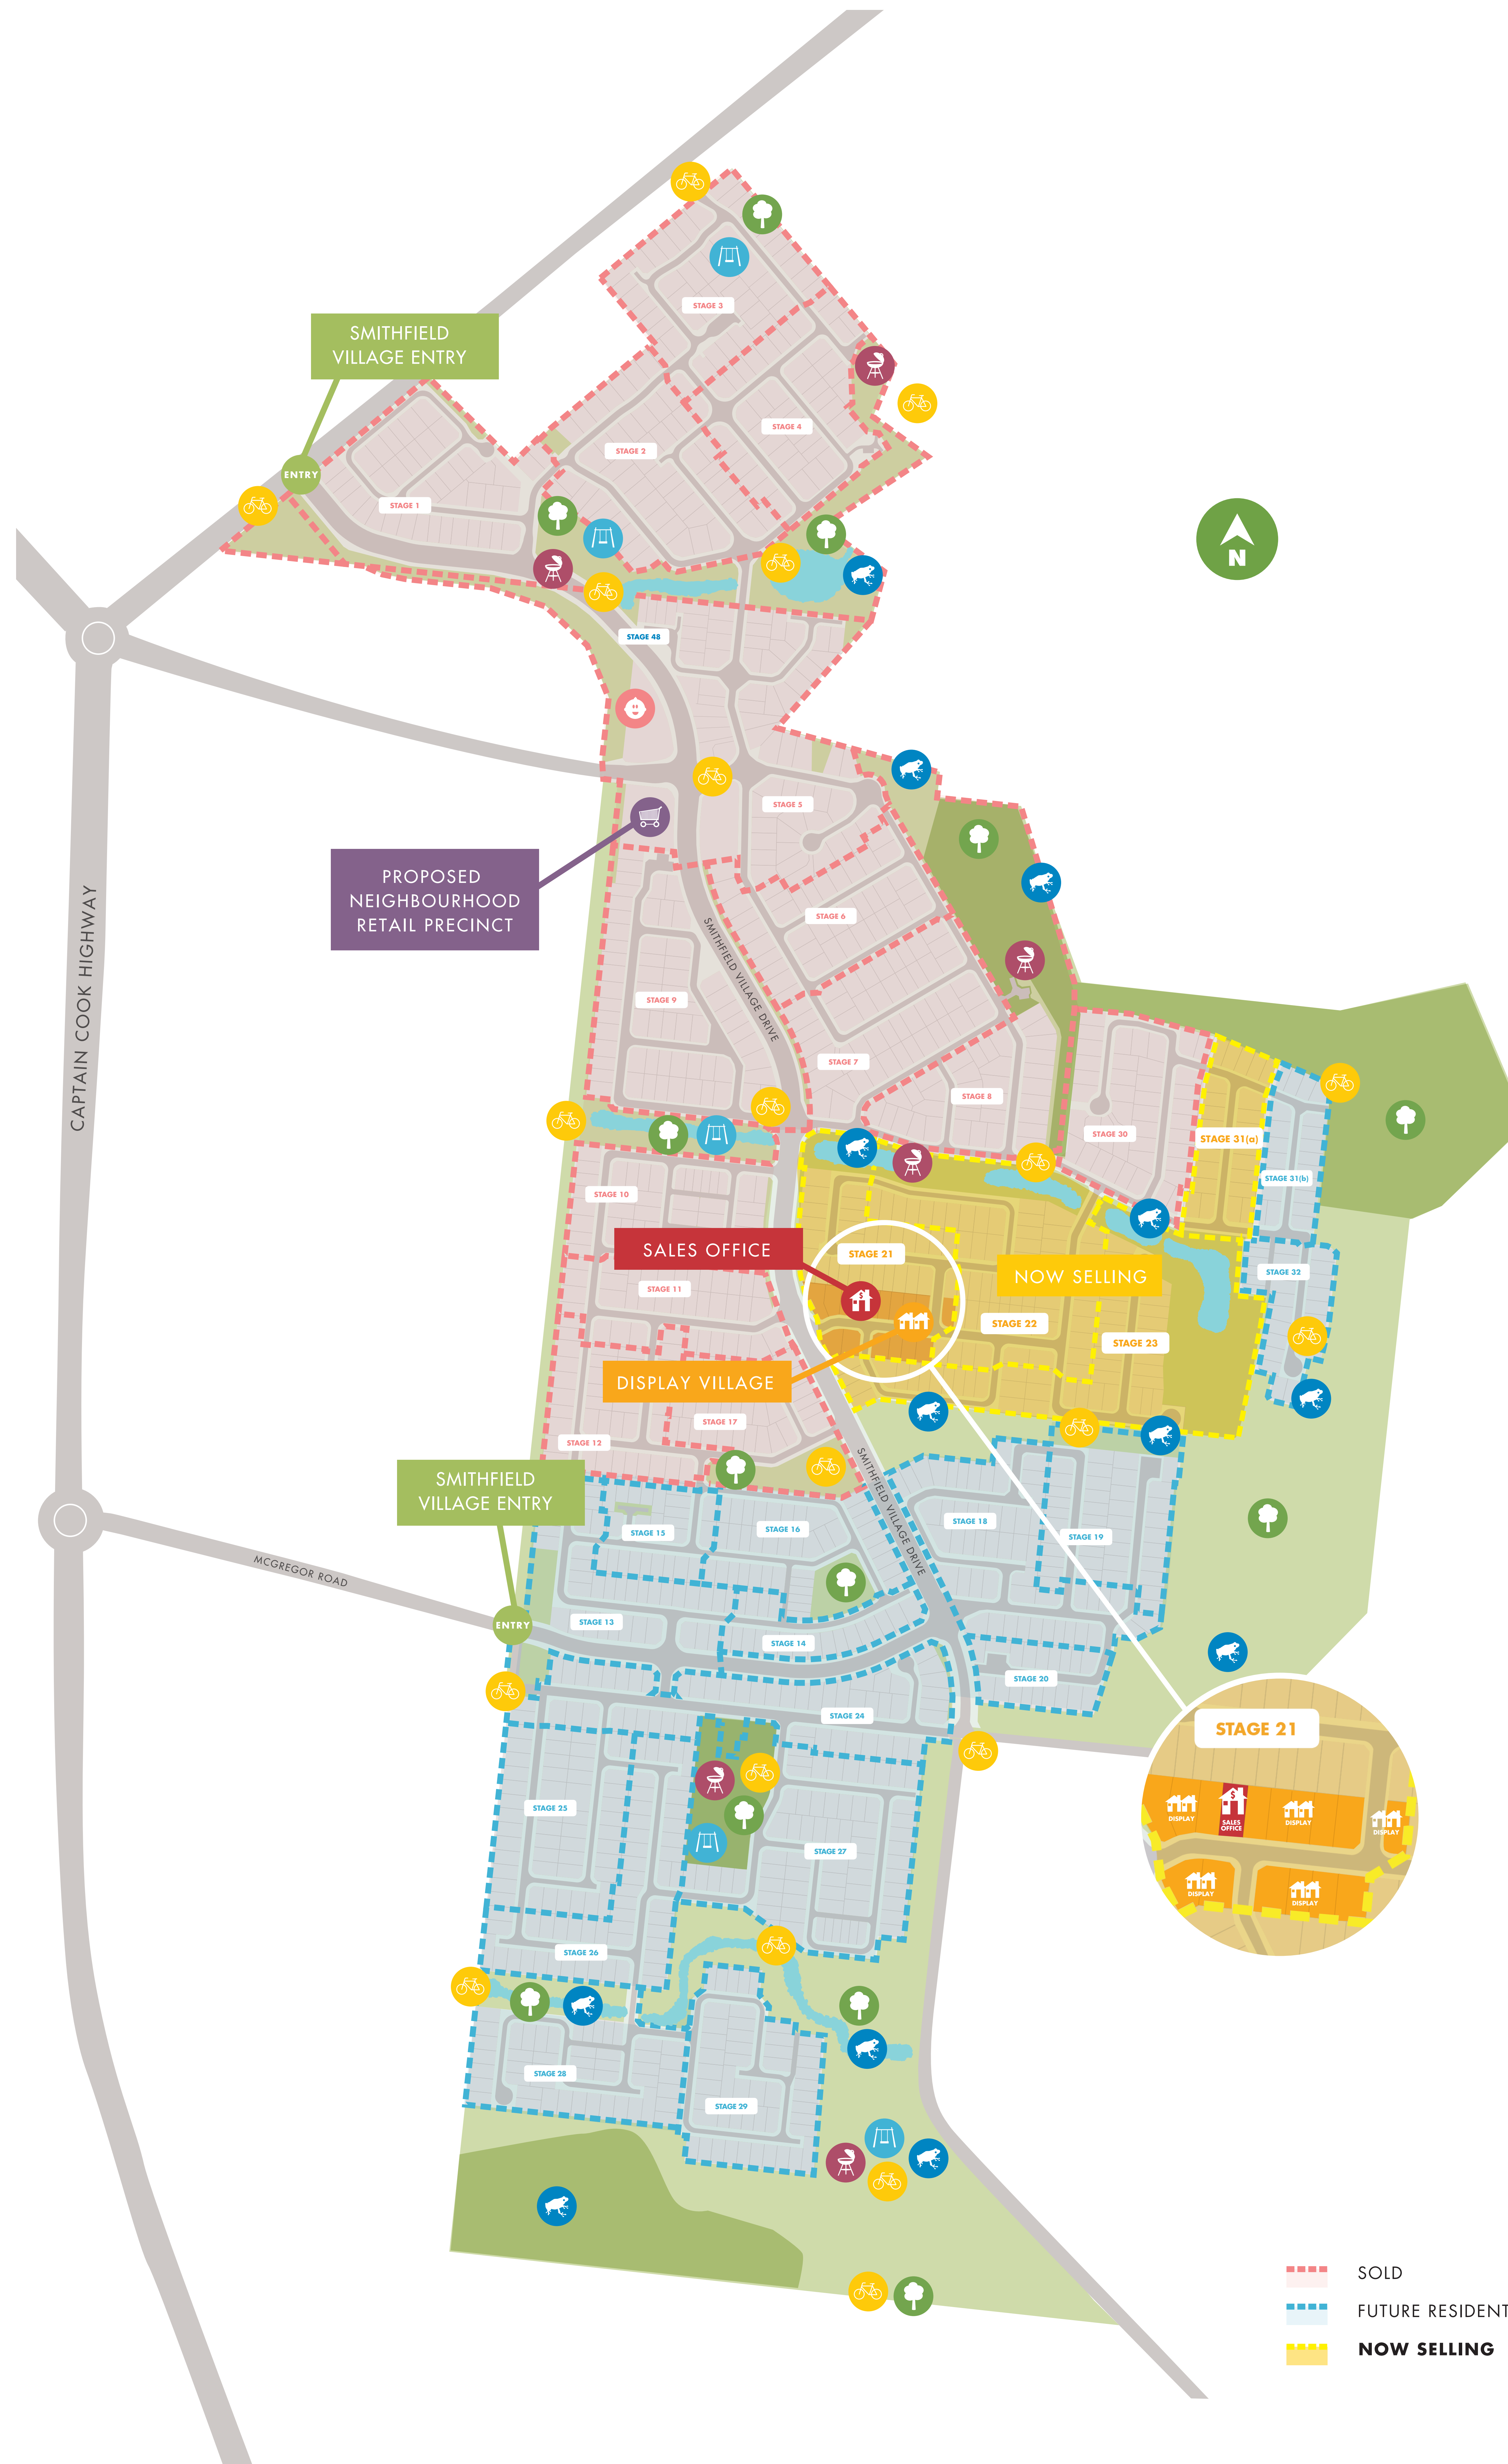 SMITHFIELD
VILLAGE ENTRY
STAGE 3
STAGE 4
STAGE 2
ENTRY
STAGE 1
N
STAGE 48
STAGE 5
PROPOSED
NEIGHBOURHOOD
RETAIL PRECINCT
CAPTAIN COOK HIGHWAY
STAGE 6
SMITHFIELD VILLAGE DRIVE
STAGE 9
STAGE 7
STAGE 8
STAGE 30
STAGE 31(a)
STAGE 31(b)
STAGE 10
SALES OFFICE
STAGE 21
NOW SELLING
STAGE 32
STAGE 11
STAGE 22
STAGE 23
DISPLAY VILLAGE
STAGE 17
STAGE 12
SMITHFIELD
VILLAGE ENTRY
SMITHFIELD VILLAGE DRIVE
STAGE 15
STAGE 16
STAGE 18
STAGE 19
MCGREGOR ROAD
ENTRY
STAGE 13
STAGE 14
STAGE 20
STAGE 24
STAGE 21
DISPLAY
SALES
OFFICE
DISPLAY
DISPLAY
DISPLAY
DISPLAY
STAGE 25
STAGE 27
STAGE 26
STAGE 28
STAGE 29
SOLD
FUTURE RESIDENT
NOW SELLING